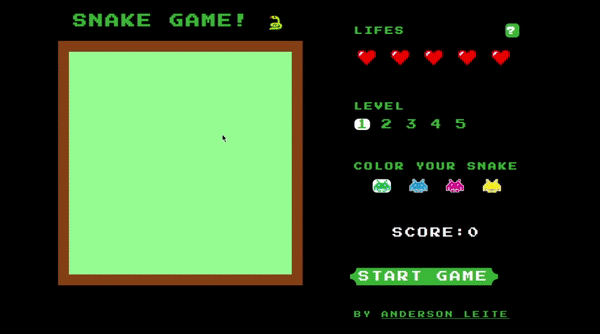 SNAKE GAME!
LIFES ?
LEVEL
1 2 3 4 5
COLOR YOUR SNAKE
SCORE:0
START GAME
BY ANDERSON LEITE